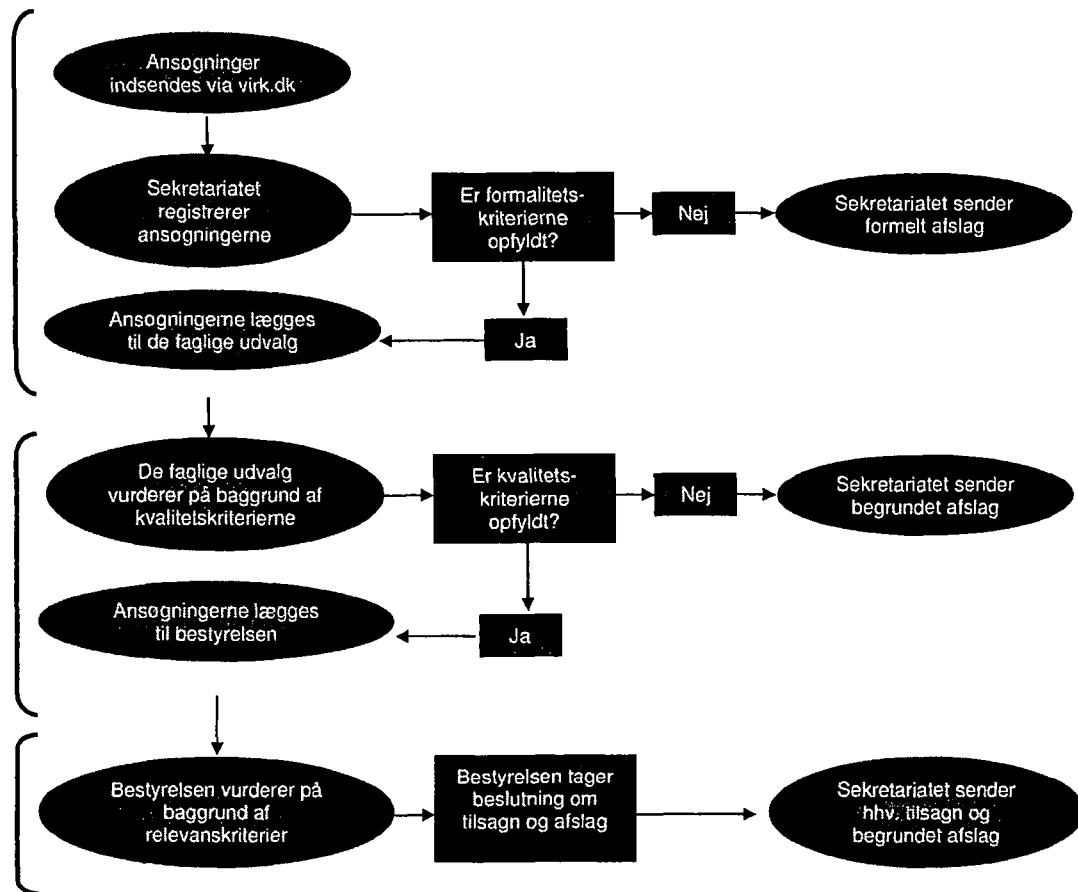 Ansøgninger
indsendes via virk.dk
Sekretariatet
registrerer
ansøgningerne
Er formalitets-
kriterierne
opfyldt?
Nej
Sekretariatet sender
formelt afslag
Ansøgningerne lægges
til de faglige udvalg
Ja
De faglige udvalg
vurderer på baggrund af
kvalitetskriterierne
Er kvalitets-
kriterierne
opfyldt?
Nej
Sekretariatet sender
begrundet afslag
Ansøgningerne lægges
til bestyrelsen
Ja
Bestyrelsen vurderer på
baggrund af
relevanskriterier
Bestyrelsen tager
beslutning om
tilsagn og afslag
Sekretariatet sender
hhv. tilsagn og
begrundet afslag